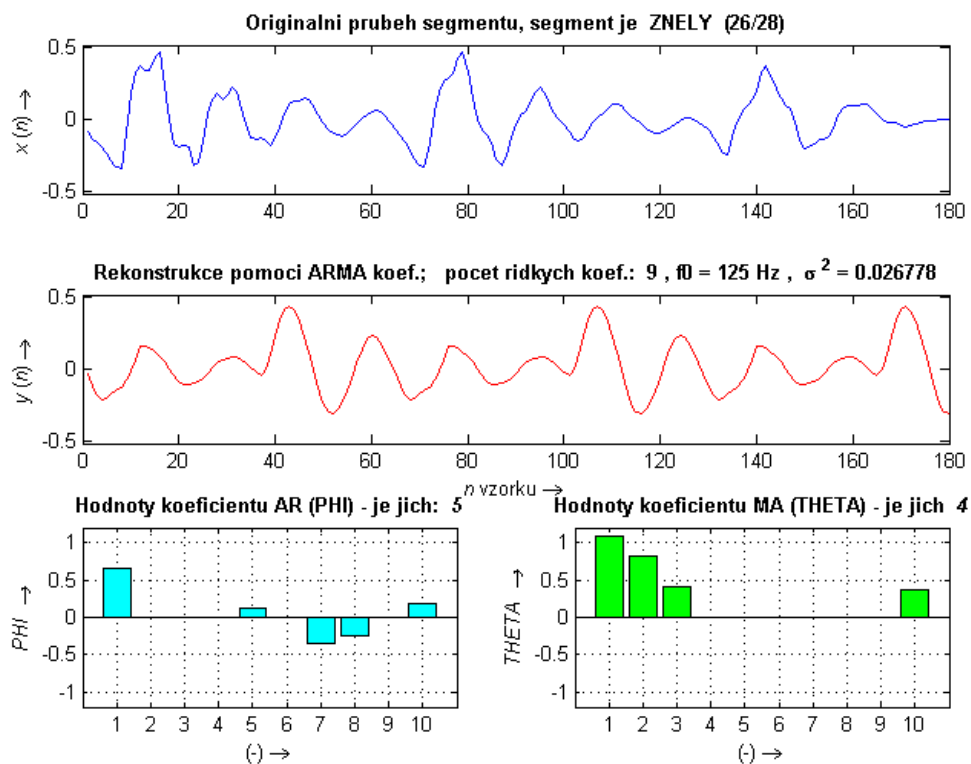 Originalni prubeh segmentu, segment je ZNELY (26/28)
0.5
0
-0.5
x (n) →
0 20 40 60 80 100 120 140 160 180
Rekonstrukce pomoci ARMA koef.; pocet ridkych koef.: 9 , f0 = 125 Hz , σ 2 = 0.026778
0.5
0
-0.5
y (n) →
0 20 40 60 80 100 120 140 160 180
n vzorku →
Hodnoty koeficientu AR (PHI) - je jich: 5
1
0.5
0
-0.5
-1
PHI →
1 2 3 4 5 6 7 8 9 10
(-) →
Hodnoty koeficientu MA (THETA) - je jich 4
1
0.5
0
-0.5
-1
THETA →
1 2 3 4 5 6 7 8 9 10
(-) →